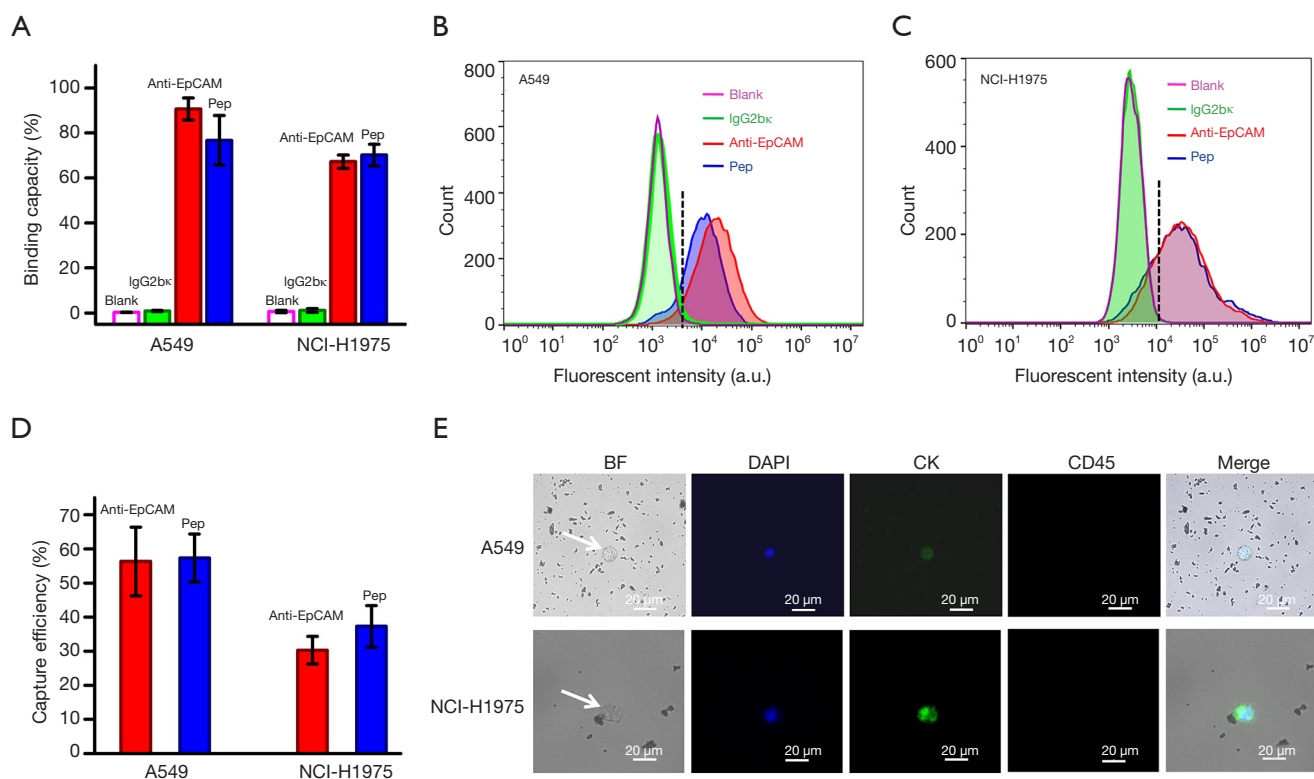 A
Binding capacity (%)
100
80
60
40
20
0
Anti-EpCAM
Pep
Anti-EpCAM
Pep
IgG2bκ
Blank
IgG2bκ
Blank
A549
NCI-H1975
B
A549
Count
800
600
400
200
0
Blank
IgG2bκ
Anti-EpCAM
Pep
10⁰ 10¹ 10² 10³ 10⁴ 10⁵ 10⁶ 10⁷
Fluorescent intensity (a.u.)
C
NCI-H1975
Count
600
400
200
0
Blank
IgG2bκ
Anti-EpCAM
Pep
10⁰ 10¹ 10² 10³ 10⁴ 10⁵ 10⁶ 10⁷
Fluorescent intensity (a.u.)
D
Capture efficiency (%)
70
60
50
40
30
20
10
0
Anti-EpCAM
Pep
Anti-EpCAM
Pep
A549
NCI-H1975
E
BF DAPI CK CD45 Merge
A549
20 μm 20 μm 20 μm 20 μm 20 μm
NCI-H1975
20 μm 20 μm 20 μm 20 μm 20 μm